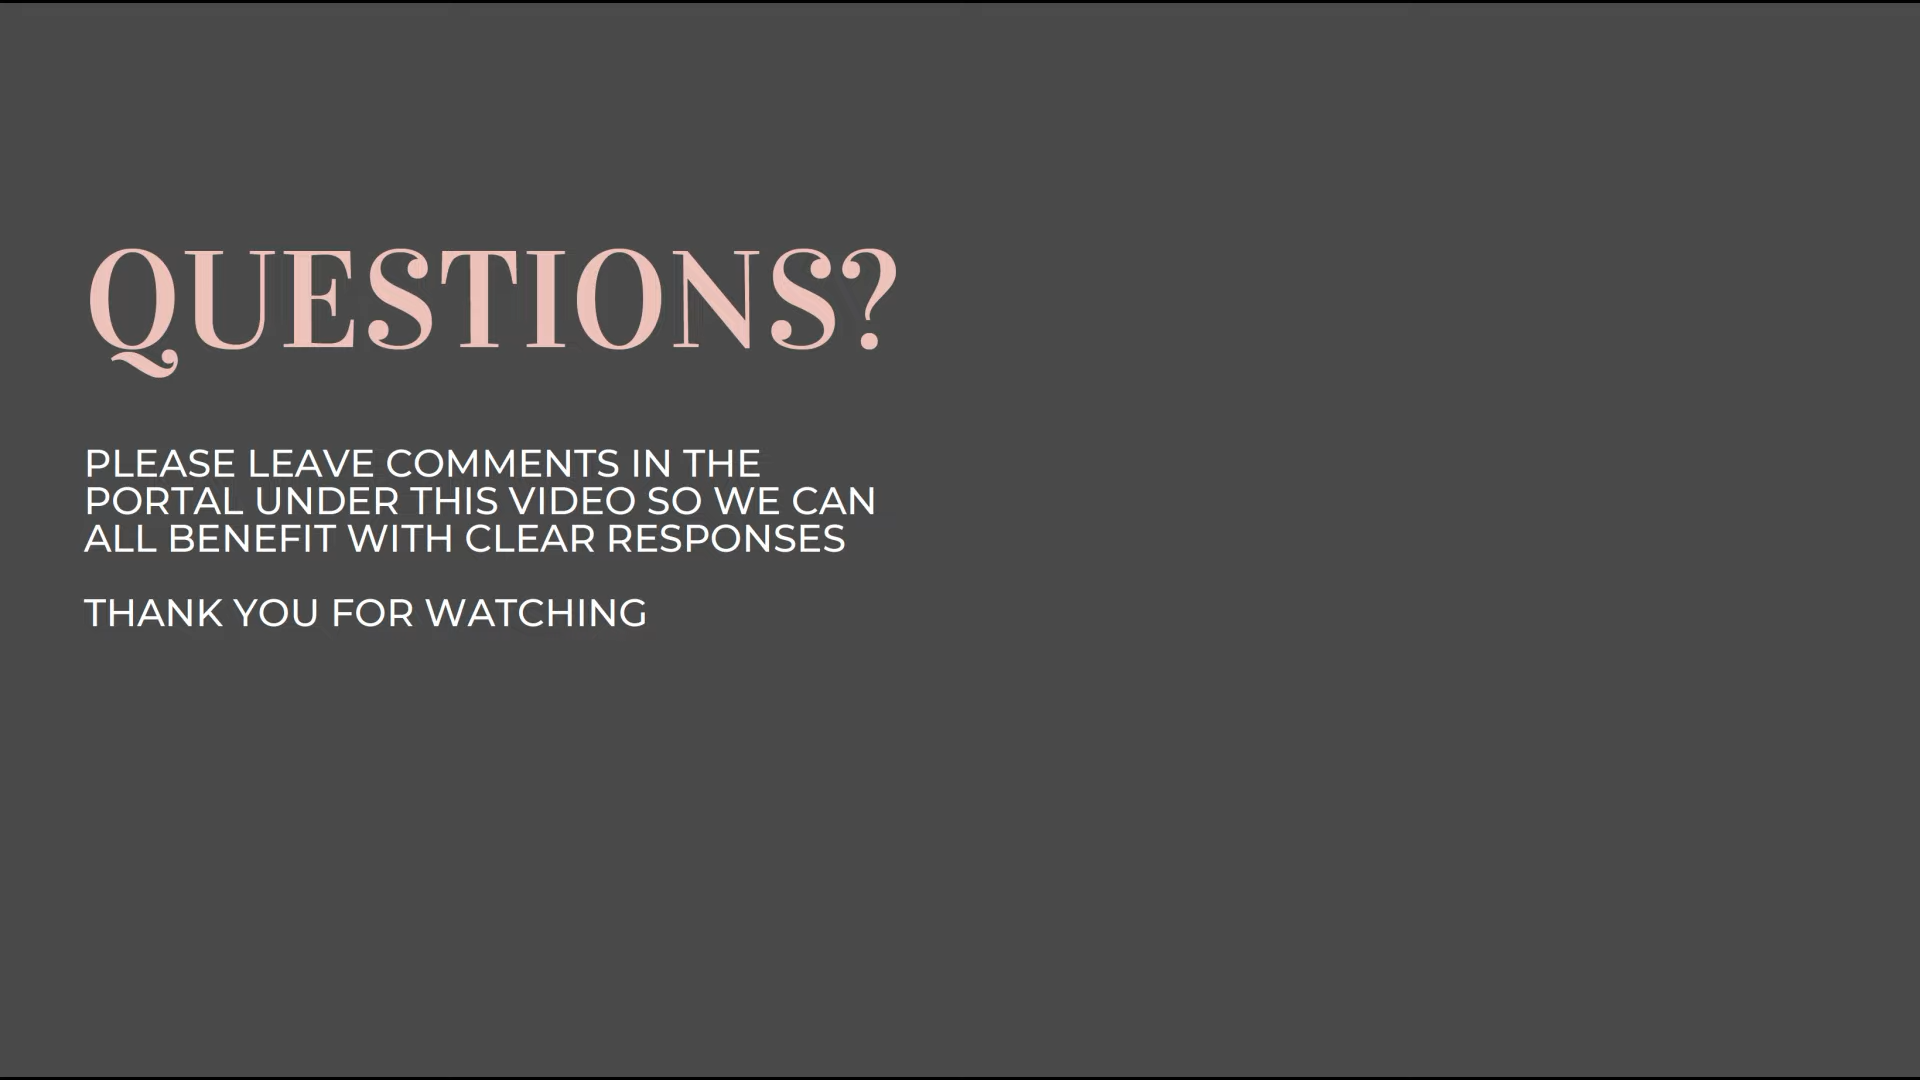 QUESTIONS?
PLEASE LEAVE COMMENTS IN THE
PORTAL UNDER THIS VIDEO SO WE CAN
ALL BENEFIT WITH CLEAR RESPONSES
THANK YOU FOR WATCHING